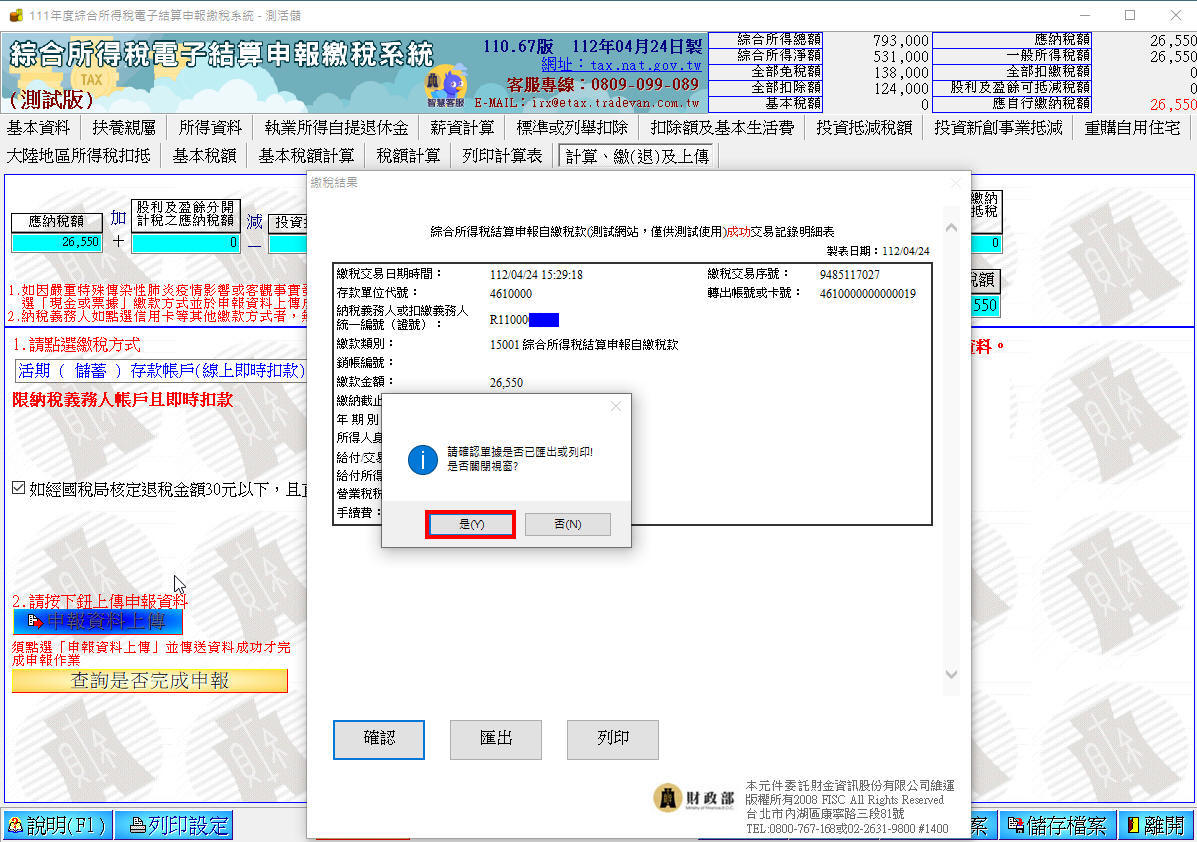 111年度綜合所得稅電子結算申報繳稅系統 - 測活儲
綜合所得稅電子結算申報繳稅系統
TAX
(測試版)
智慧客服
110.67版 112年04月24日製
網址：tax.nat.gov.tw
客服專線：0809-099-089
E-MAIL：irx@etax.tradevan.com.tw
綜合所得總額 793,000 應納稅額 26,550
綜合所得淨額 531,000 一般所得稅額 26,550
全部免稅額 138,000 全部扣繳稅額 0
全部扣除額 124,000 股利及盈餘可抵減稅額 0
基本稅額 0 應自行繳納稅額 26,550
基本資料 扶養親屬 所得資料 執業所得自提退休金 薪資計算 標準或列舉扣除 扣除額及基本生活費 投資抵減稅額 投資新創事業抵減 重購自用住宅
大陸地區所得稅扣抵 基本稅額 基本稅額計算 稅額計算 列印計算表 計算、繳(退)及上傳
應納稅額
26,550
加
＋
股利及盈餘分開
計稅之應納稅額
0
減
－
投資
繳納
抵稅
0
稅額
550
1.如因嚴重特殊傳染性肺炎疫情影響或客觀事實
選「現金或票據」繳款方式並於申報資料上傳
2.納稅義務人如點選信用卡等其他繳款方式者，
1.請點選繳稅方式
活期（ 儲蓄 ）存款帳戶(線上即時扣款)
限納稅義務人帳戶且即時扣款
資料。
如經國稅局核定退稅金額30元以下，且
2.請按下鈕上傳申報資料
申報資料上傳
須點選「申報資料上傳」並傳送資料成功才完
成申報作業
查詢是否完成申報
繳稅結果
綜合所得稅結算申報自繳稅款(測試網站，僅供測試使用)成功交易記錄明細表
製表日期：112/04/24
繳稅交易日期時間： 112/04/24 15:29:18 繳稅交易序號： 9485117027
存款單位代號： 4610000 轉出帳號或卡號： 4610000000000019
納稅義務人或扣繳義務人
統一編號（證號）： R11000
繳款類別： 15001 綜合所得稅結算申報自繳稅款
銷帳編號：
繳款金額： 26,550
繳納截止
年 期 別
所得人身
給付/交易
給付所得
營業稅稅
手續費：
請確認單據是否已匯出或列印!
是否關閉視窗?
是(Y)
否(N)
確認
匯出
列印
財政部
Ministry of Finance,R.O.C.
本元件委託財金資訊股份有限公司維運
版權所有2008 FISC All Rights Reserved
台北市內湖區康寧路三段81號
TEL:0800-767-168或02-2631-9800 #1400
說明(F1)
列印設定
案
儲存檔案
離開